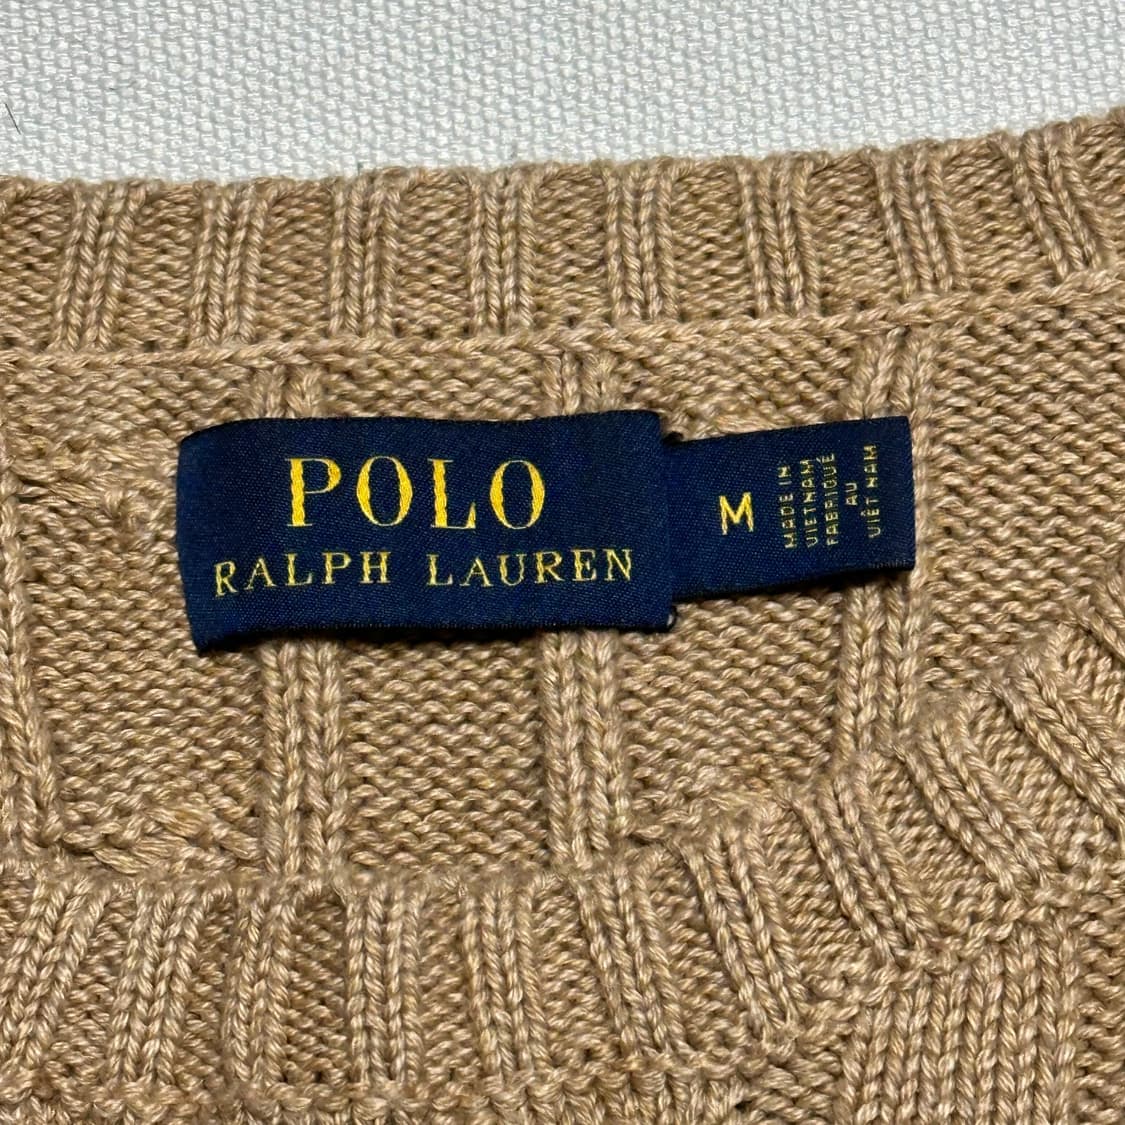 POLO
RALPH LAUREN
M
MADE IN
VIETNAM
FABRIQUÉ
AU
VIÊT NAM